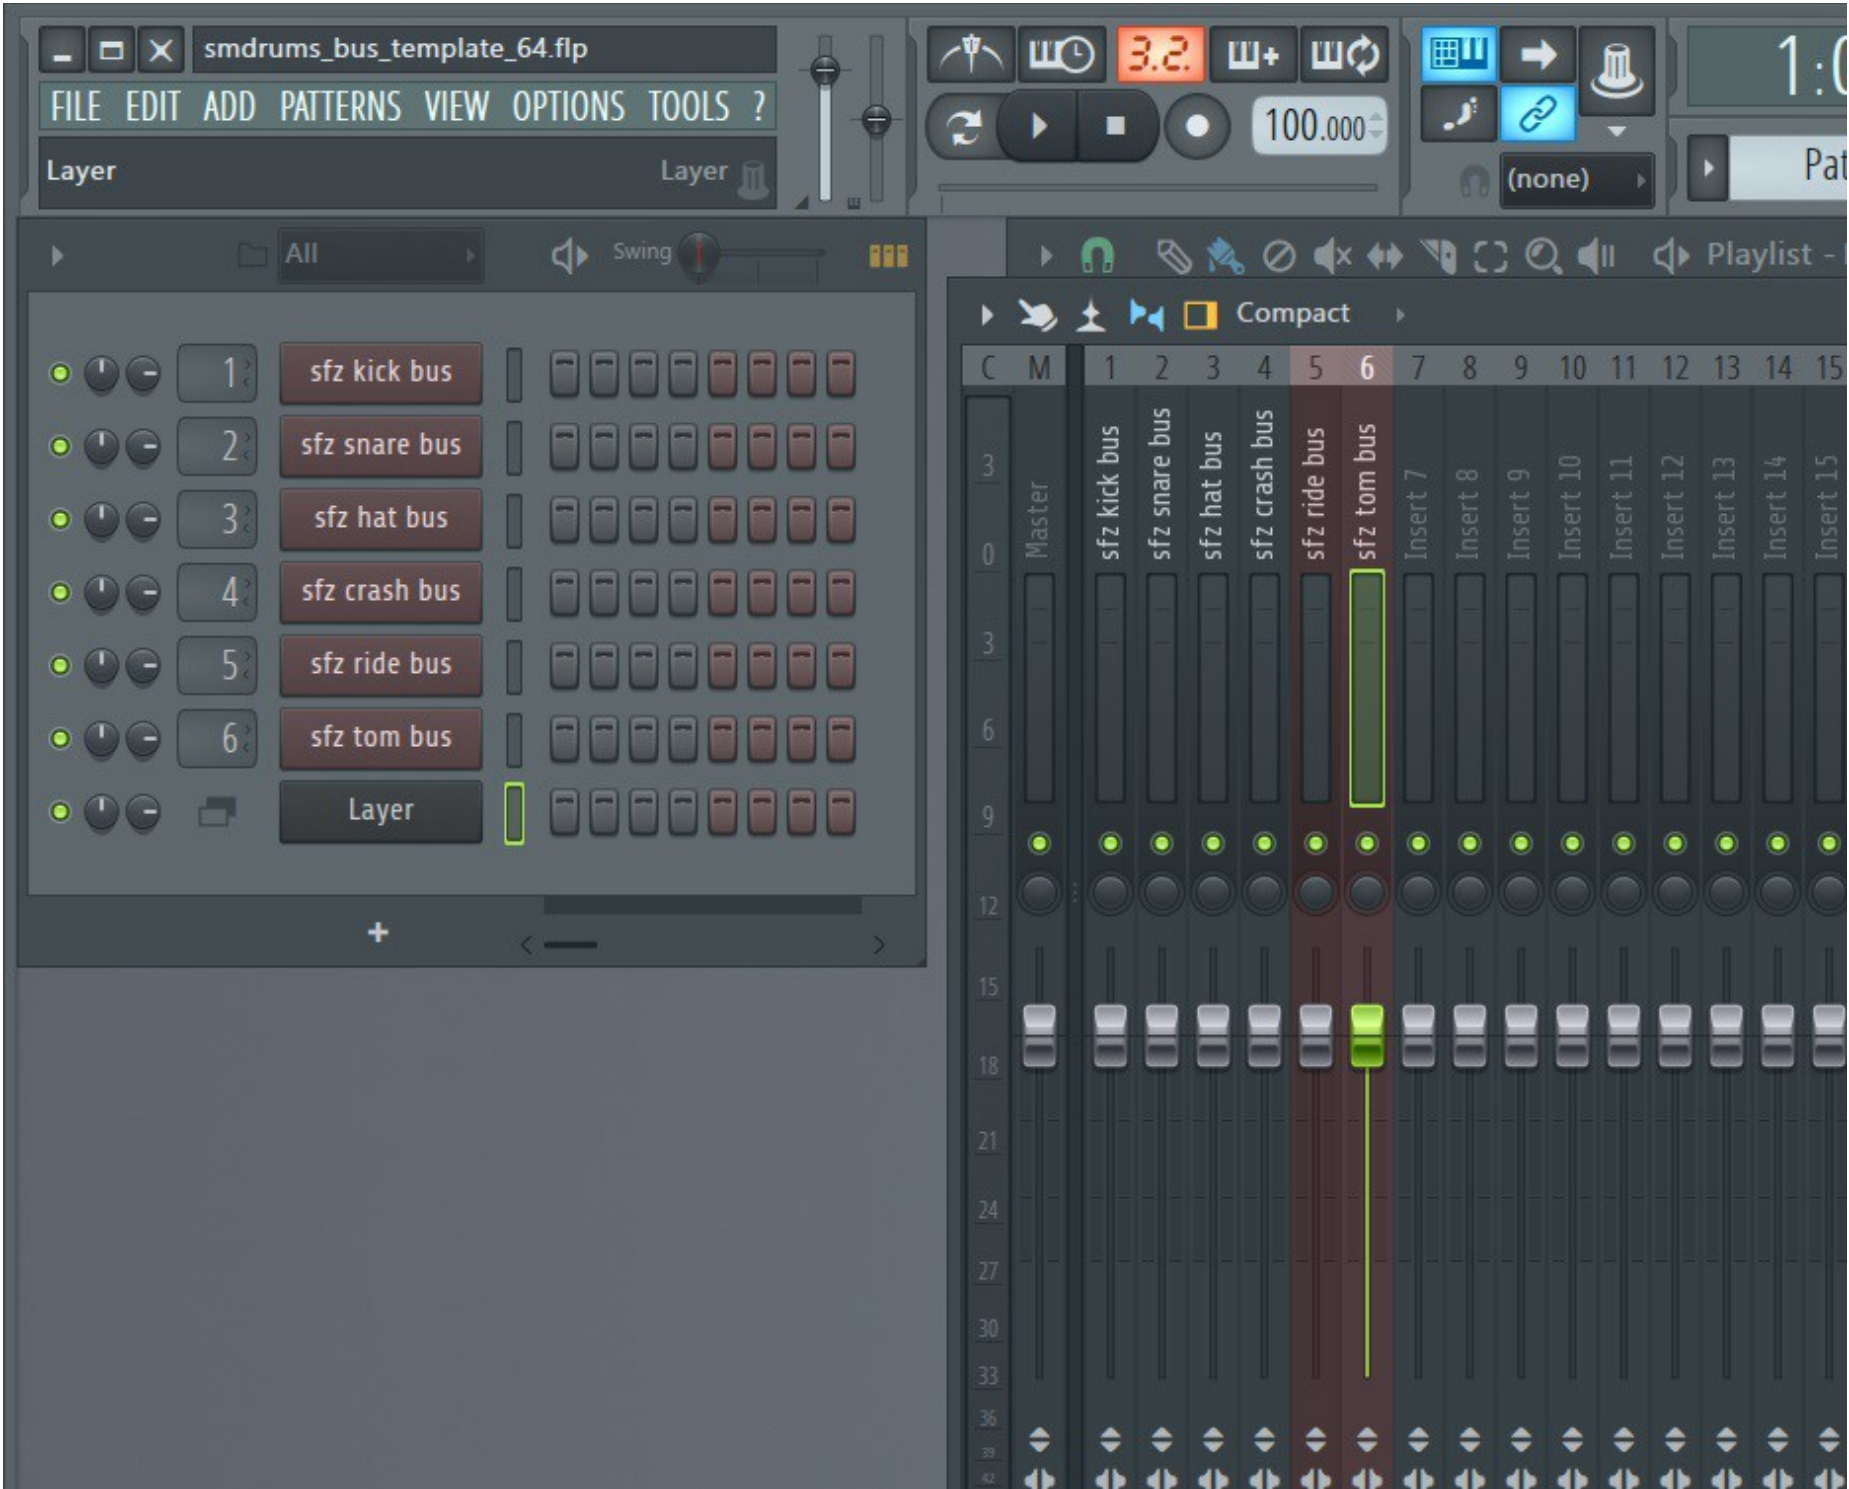 smdrums_bus_template_64.flp
FILE EDIT ADD PATTERNS VIEW OPTIONS TOOLS ?
Layer Layer
3.2.
100.000
(none)
1:0
Pat
All
Swing
1 sfz kick bus
2 sfz snare bus
3 sfz hat bus
4 sfz crash bus
5 sfz ride bus
6 sfz tom bus
Layer
+
Playlist -
Compact
C M 1 2 3 4 5 6 7 8 9 10 11 12 13 14 15
Master
sfz kick bus
sfz snare bus
sfz hat bus
sfz crash bus
sfz ride bus
sfz tom bus
Insert 7
Insert 8
Insert 9
Insert 10
Insert 11
Insert 12
Insert 13
Insert 14
Insert 15
3
0
3
6
9
12
15
18
21
24
27
30
33
36
39
42